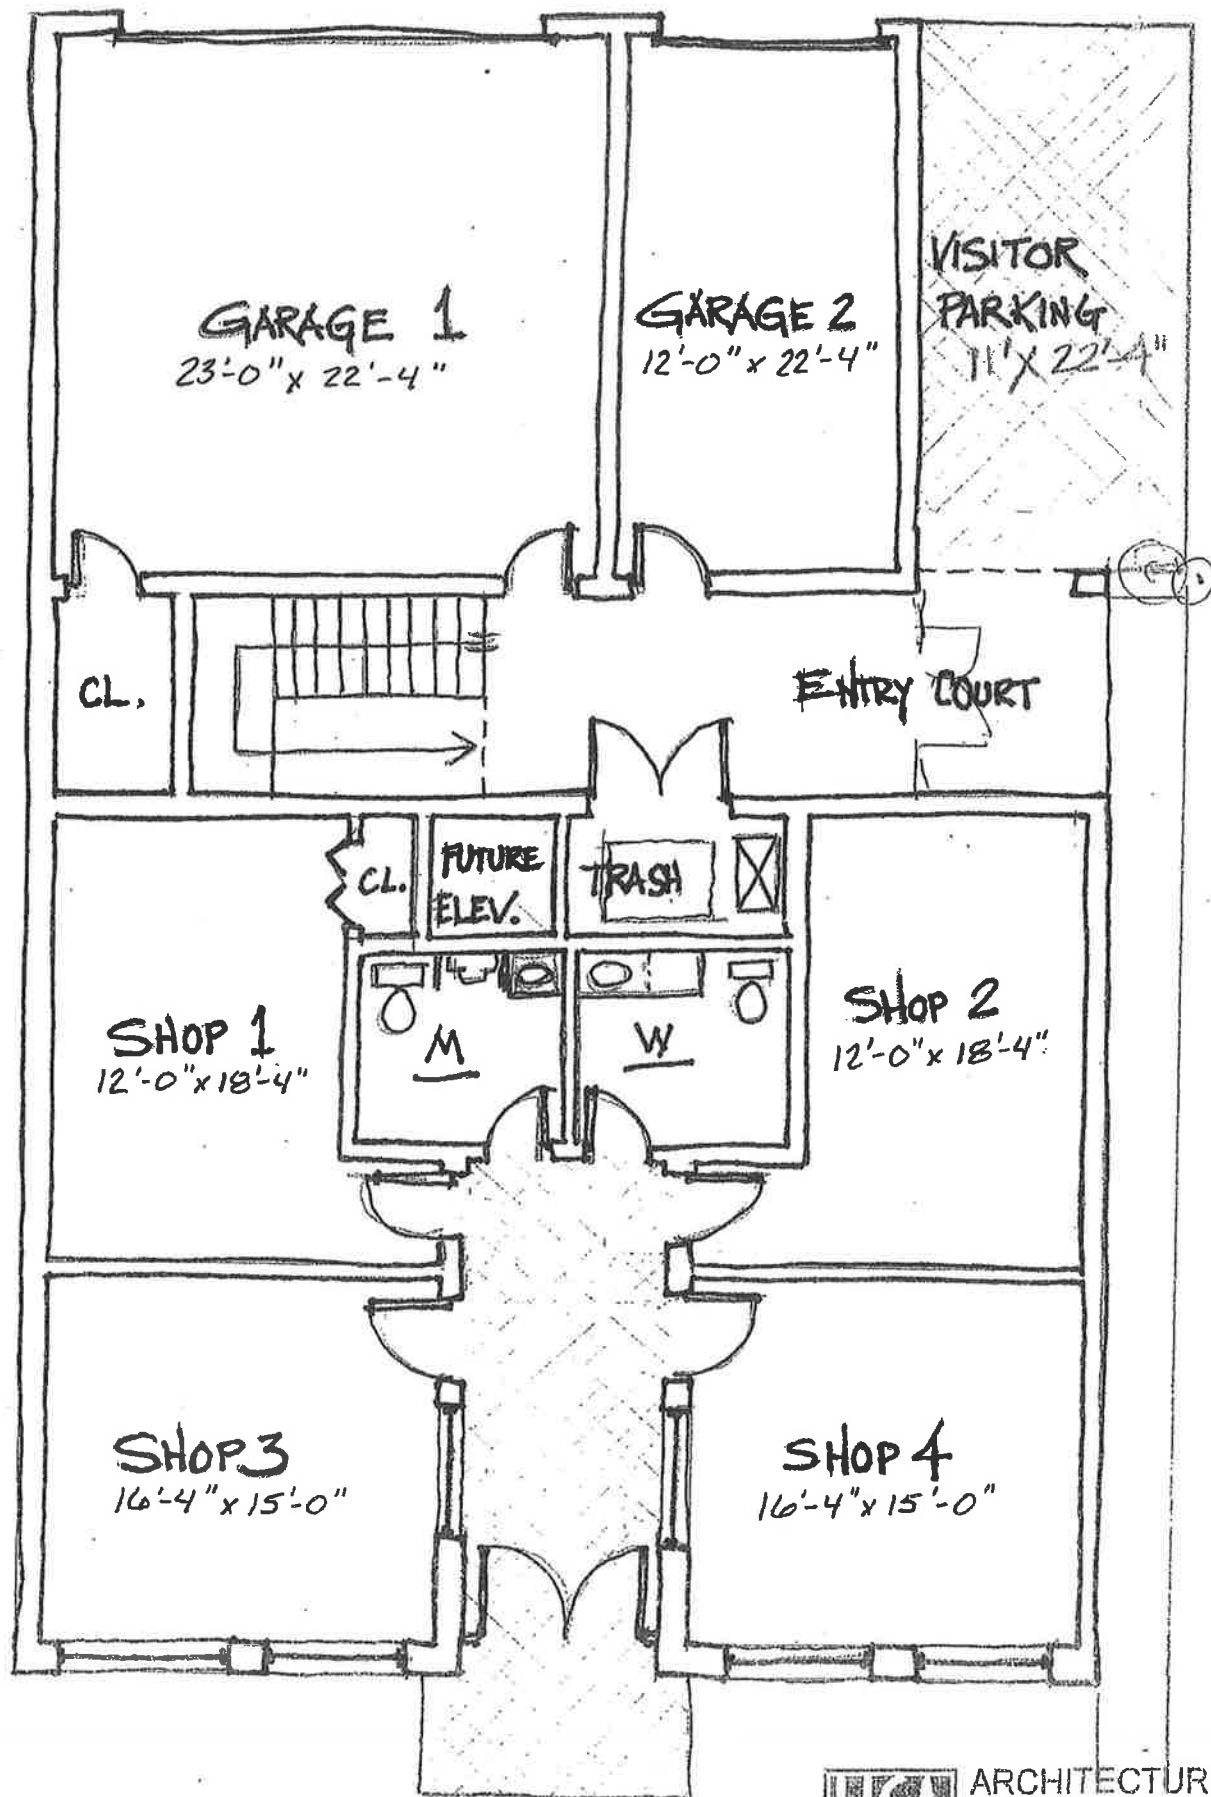 GARAGE 1
23'-0" x 22'-4"
GARAGE 2
12'-0" x 22'-4"
VISITOR
PARKING
11' X 22'-4"
CL.
ENTRY COURT
CL.
FUTURE
ELEV.
TRASH
SHOP 1
12'-0" x 18'-4"
M
W
SHOP 2
12'-0" x 18'-4"
SHOP 3
16'-4" x 15'-0"
SHOP 4
16'-4" x 15'-0"
ARCHITECTUR